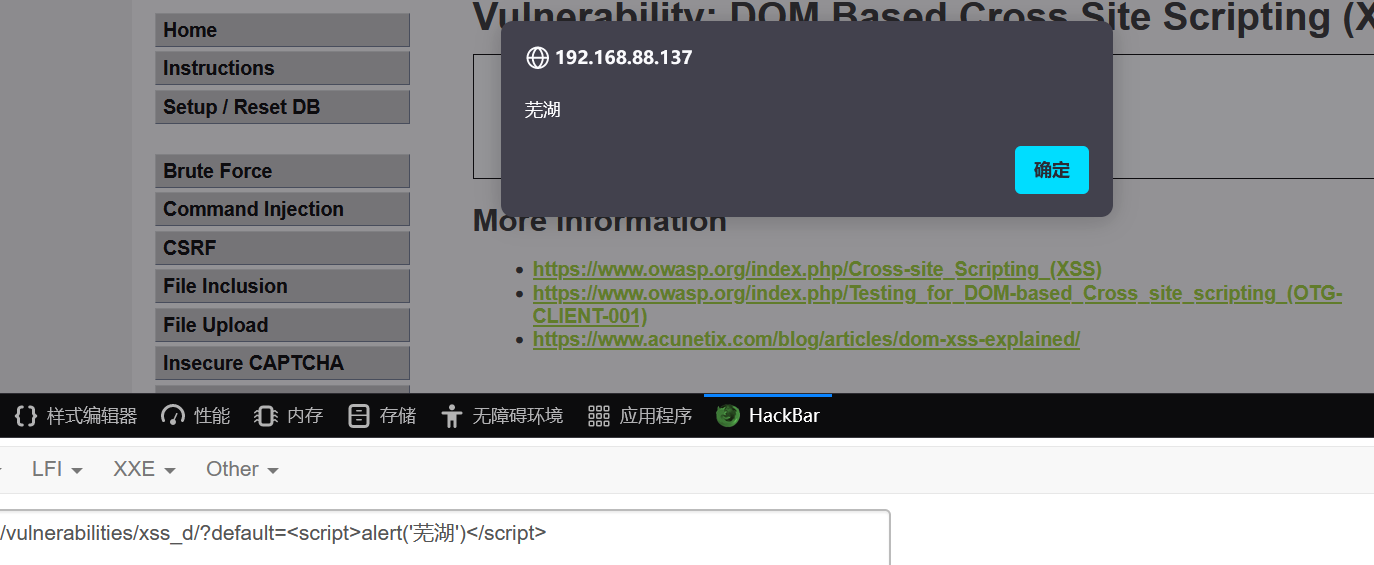 Vulnerability: DOM Based Cross Site Scripting (X
Home
Instructions
Setup / Reset DB
Brute Force
Command Injection
CSRF
File Inclusion
File Upload
Insecure CAPTCHA
192.168.88.137
芜湖
确定
More Information
https://www.owasp.org/index.php/Cross-site_Scripting_(XSS)
https://www.owasp.org/index.php/Testing_for_DOM-based_Cross_site_scripting_(OTG-
CLIENT-001)
https://www.acunetix.com/blog/articles/dom-xss-explained/
样式编辑器 性能 内存 存储 无障碍环境 应用程序 HackBar
LFI XXE Other
/vulnerabilities/xss_d/?default=<script>alert('芜湖')</script>